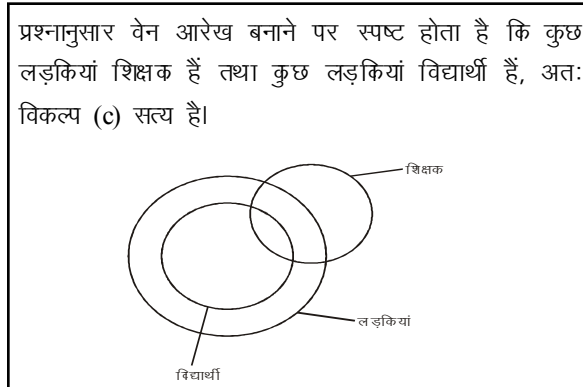 प्रश्नानुसार वेन आरेख बनाने पर स्पष्ट होता है कि कुछ
लड़कियां शिक्षक हैं तथा कुछ लड़कियां विद्यार्थी हैं, अतः
विकल्प (c) सत्य है।
शिक्षक
लड़कियां
विद्यार्थी